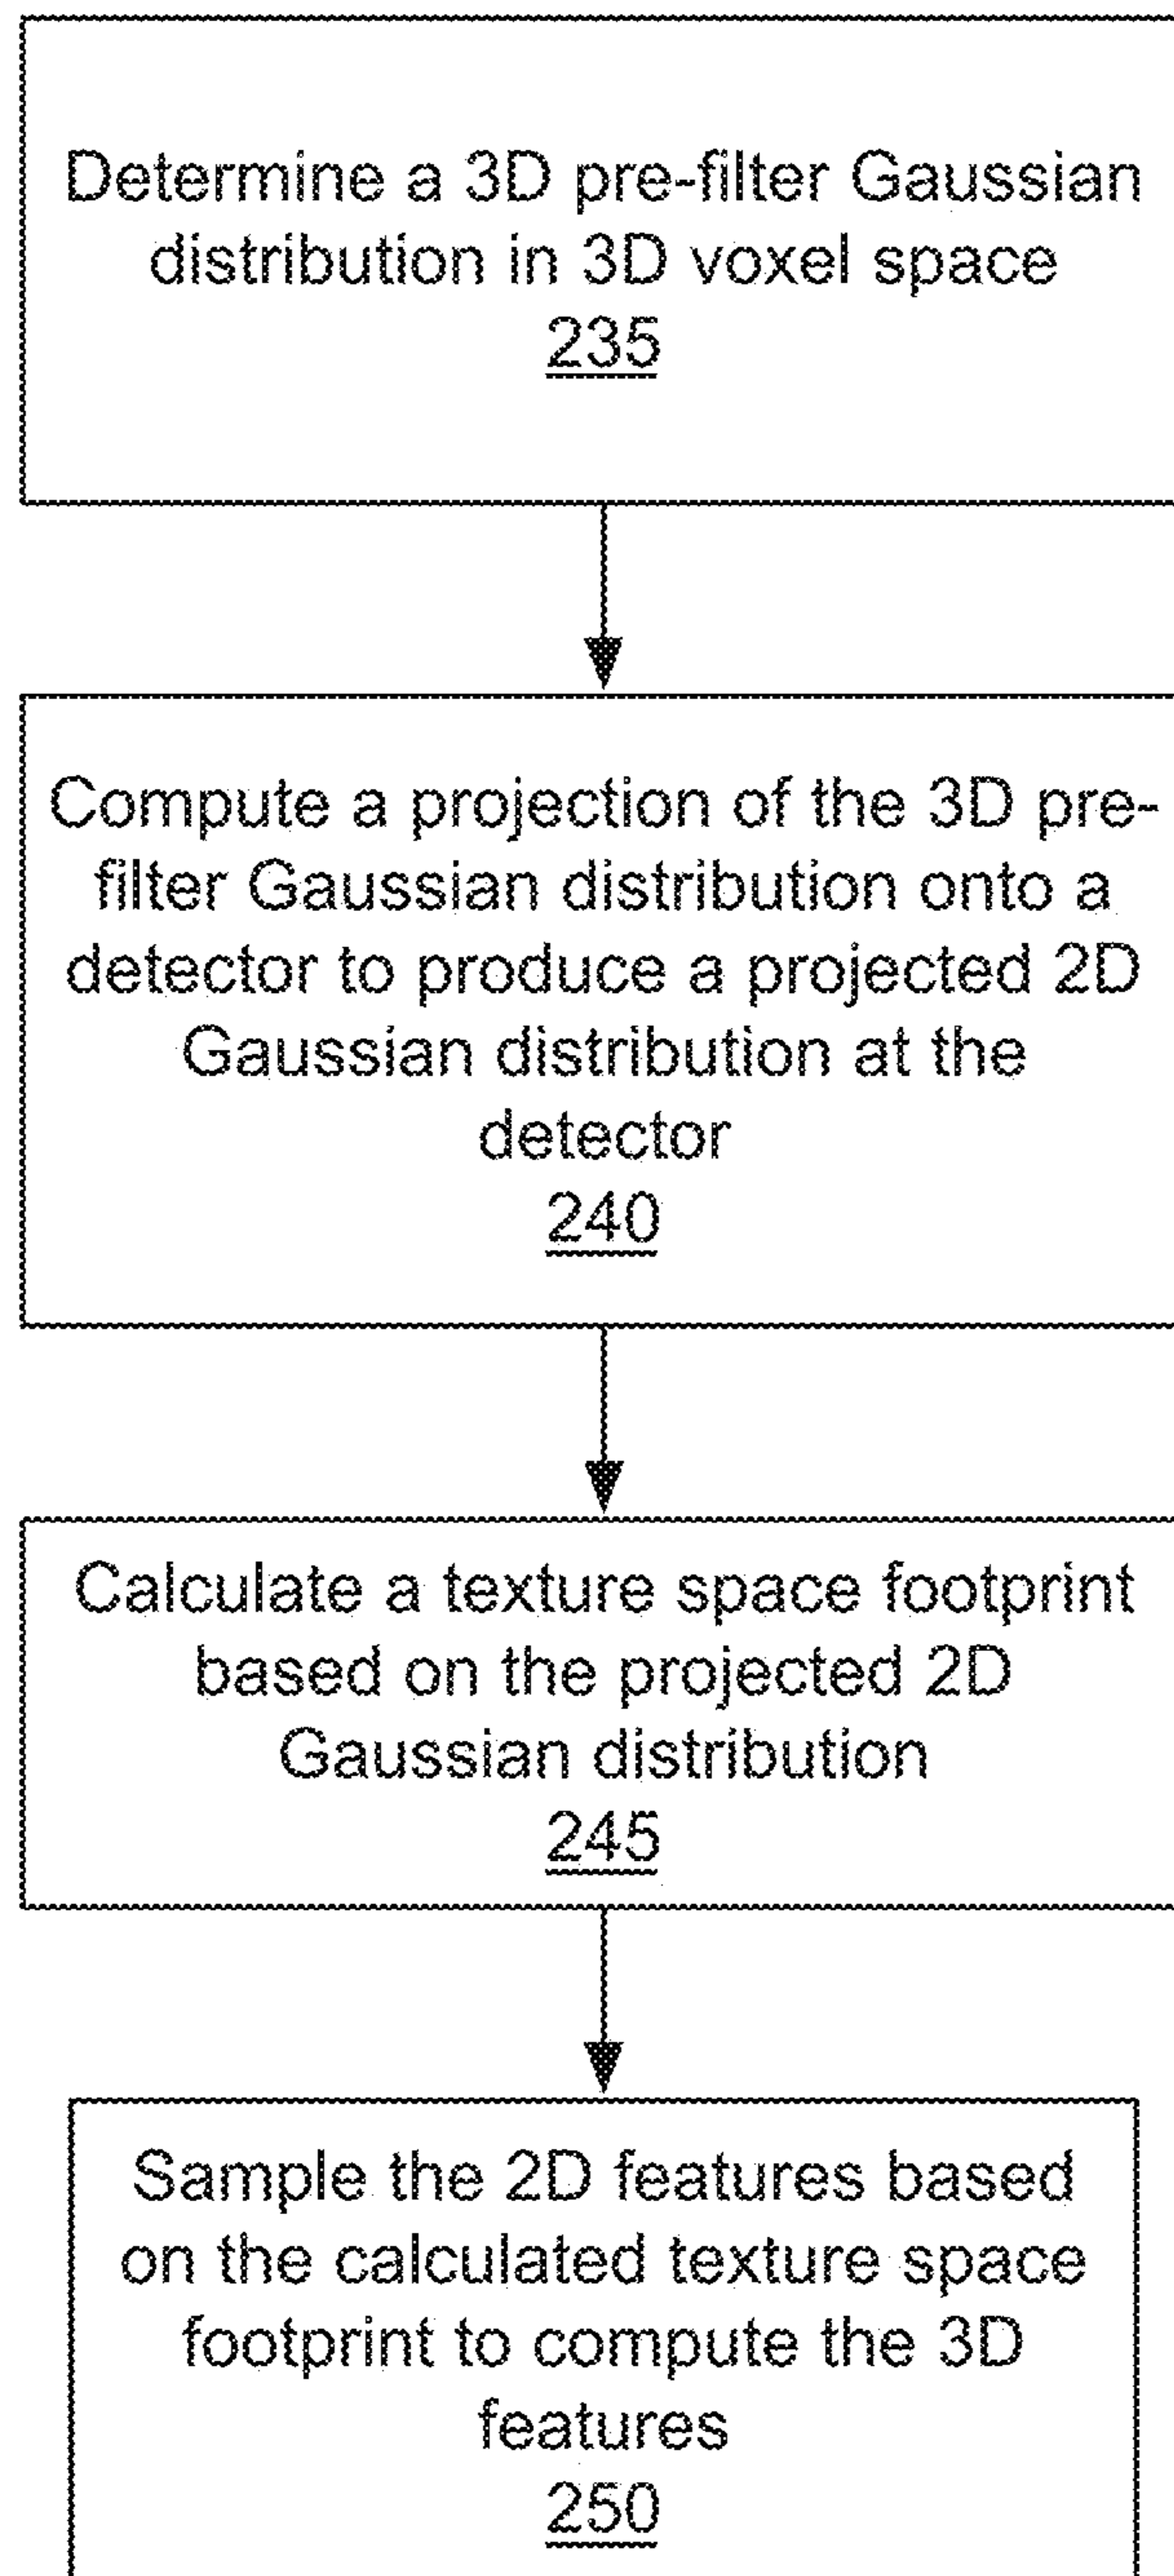 Determine a 3D pre-filter Gaussian
distribution in 3D voxel space
235
Compute a projection of the 3D pre-
filter Gaussian distribution onto a
detector to produce a projected 2D
Gaussian distribution at the
detector
240
Calculate a texture space footprint
based on the projected 2D
Gaussian distribution
245
Sample the 2D features based
on the calculated texture space
footprint to compute the 3D
features
250